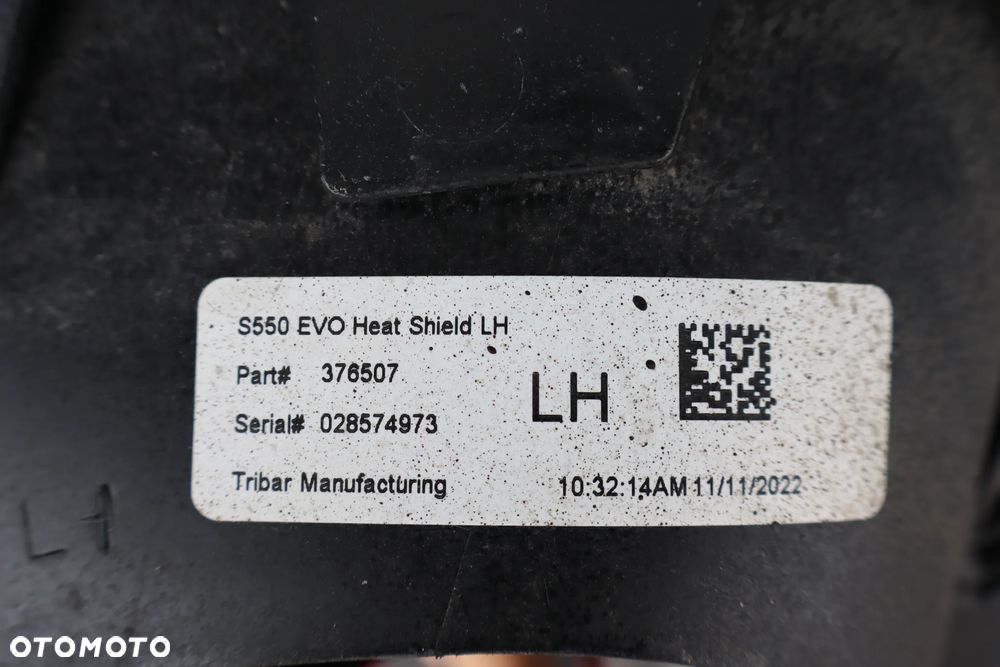 S550 EVO Heat Shield LH
Part# 376507
LH
Serial# 028574973
Tribar Manufacturing 10:32:14AM 11/11/2022
LH
OTOMOTO